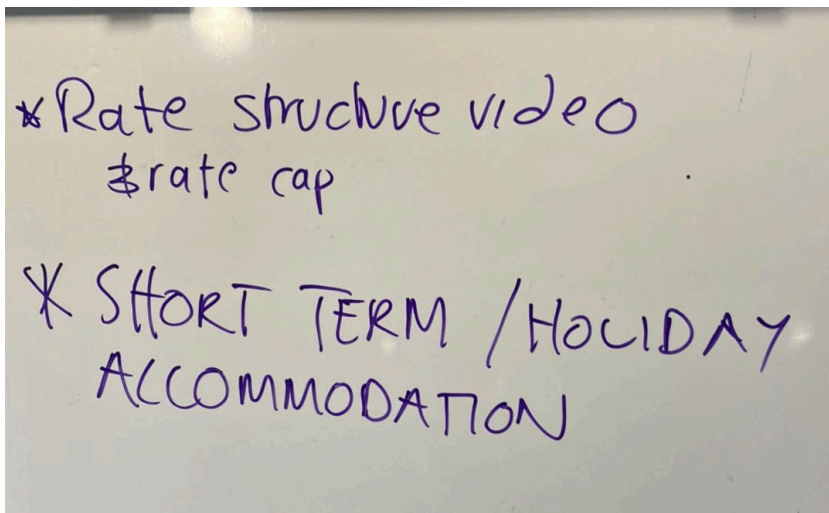 * Rate structure video
& rate cap
* SHORT TERM / HOLIDAY
ACCOMMODATION